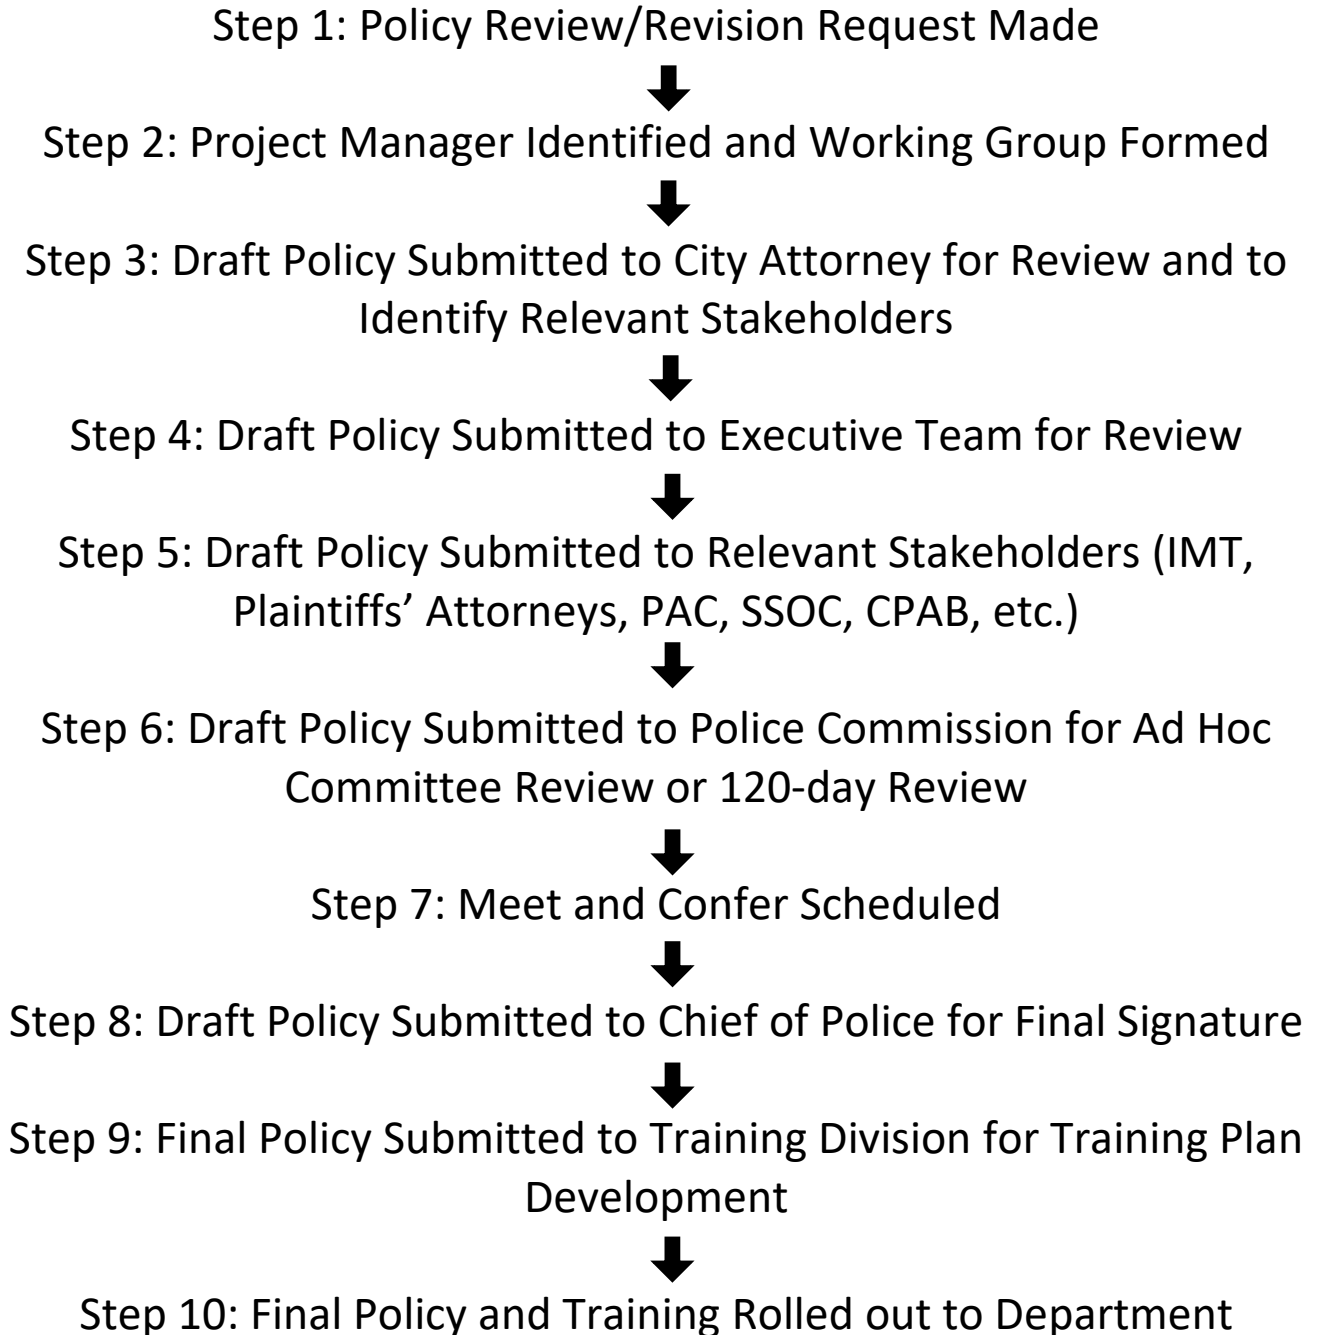 Step 1: Policy Review/Revision Request Made
Step 2: Project Manager Identified and Working Group Formed
Step 3: Draft Policy Submitted to City Attorney for Review and to
Identify Relevant Stakeholders
Step 4: Draft Policy Submitted to Executive Team for Review
Step 5: Draft Policy Submitted to Relevant Stakeholders (IMT,
Plaintiffs’ Attorneys, PAC, SSOC, CPAB, etc.)
Step 6: Draft Policy Submitted to Police Commission for Ad Hoc
Committee Review or 120-day Review
Step 7: Meet and Confer Scheduled
Step 8: Draft Policy Submitted to Chief of Police for Final Signature
Step 9: Final Policy Submitted to Training Division for Training Plan
Development
Step 10: Final Policy and Training Rolled out to Department